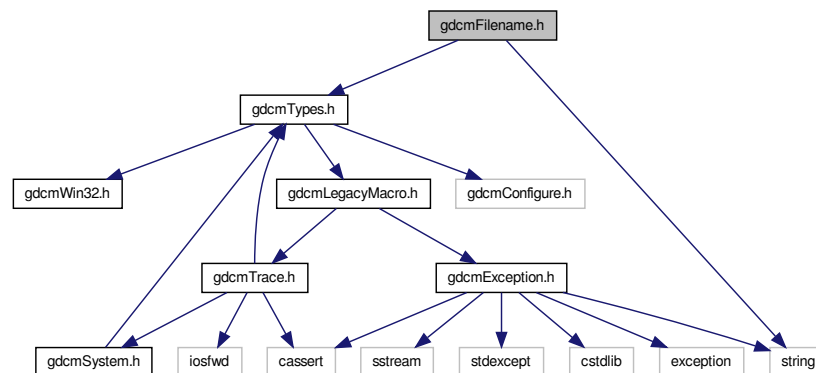 gdcmFilename.h
gdcmTypes.h
gdcmWin32.h
gdcmLegacyMacro.h
gdcmConfigure.h
gdcmTrace.h
gdcmException.h
gdcmSystem.h
iosfwd
cassert
sstream
stdexcept
cstdlib
exception
string